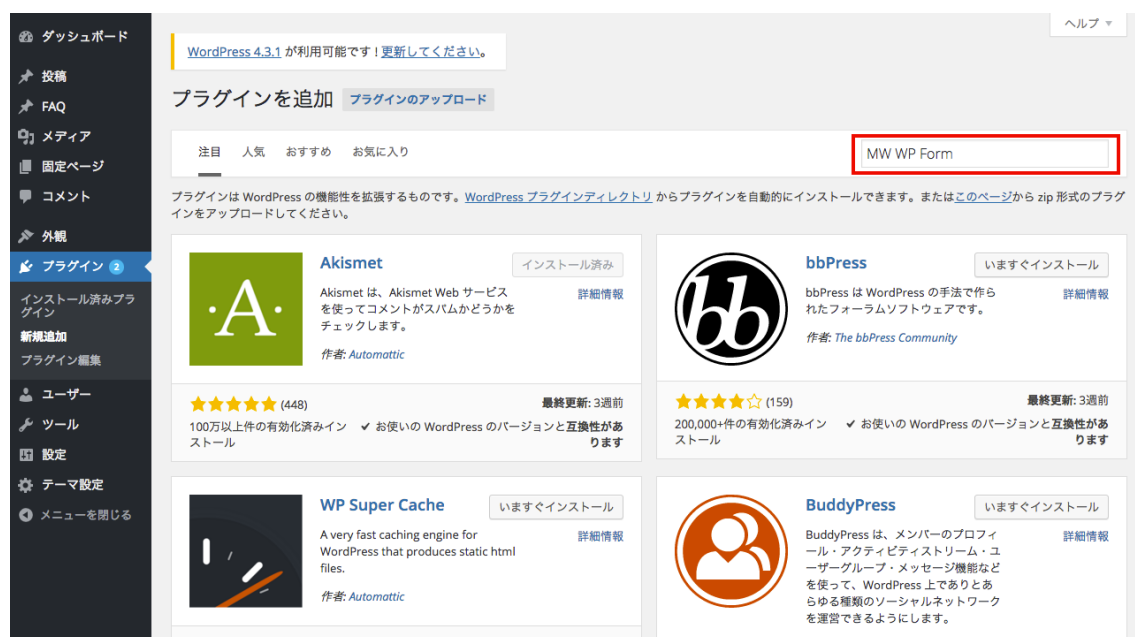 ヘルプ ▼
WordPress 4.3.1 が利用可能です ! 更新してください。
プラグインを追加 プラグインのアップロード
注目 人気 おすすめ お気に入り
MW WP Form
プラグインは WordPress の機能性を拡張するものです。WordPress プラグインディレクトリ からプラグインを自動的にインストールできます。またはこのページから zip 形式のプラグ
インをアップロードしてください。
ダッシュボード
投稿
FAQ
メディア
固定ページ
コメント
外観
プラグイン 2
インストール済みプラ
グイン
新規追加
プラグイン編集
ユーザー
ツール
設定
テーマ設定
メニューを閉じる
·A·
Akismet
インストール済み
詳細情報
Akismet は、Akismet Web サービス
を使ってコメントがスパムかどうかを
チェックします。
作者: Automattic
★★★★★ (448)
最終更新: 3週前
100万以上件の有効化済みイン
ストール
✔ お使いの WordPress のバージョンと互換性があ
ります
bb
bbPress
いますぐインストール
詳細情報
bbPress は WordPress の手法で作ら
れたフォーラムソフトウェアです。
作者: The bbPress Community
★★★★☆ (159)
最終更新: 3週前
200,000+件の有効化済みイン
ストール
✔ お使いの WordPress のバージョンと互換性があ
ります
WP Super Cache
いますぐインストール
詳細情報
A very fast caching engine for
WordPress that produces static html
files.
作者: Automattic
BuddyPress
いますぐインストール
詳細情報
BuddyPress は、メンバーのプロフィ
ール・アクティビティストリーム・ユ
ーザーグループ・メッセージ機能など
を使って、WordPress 上でありとあ
らゆる種類のソーシャルネットワーク
を運営できるようにします。